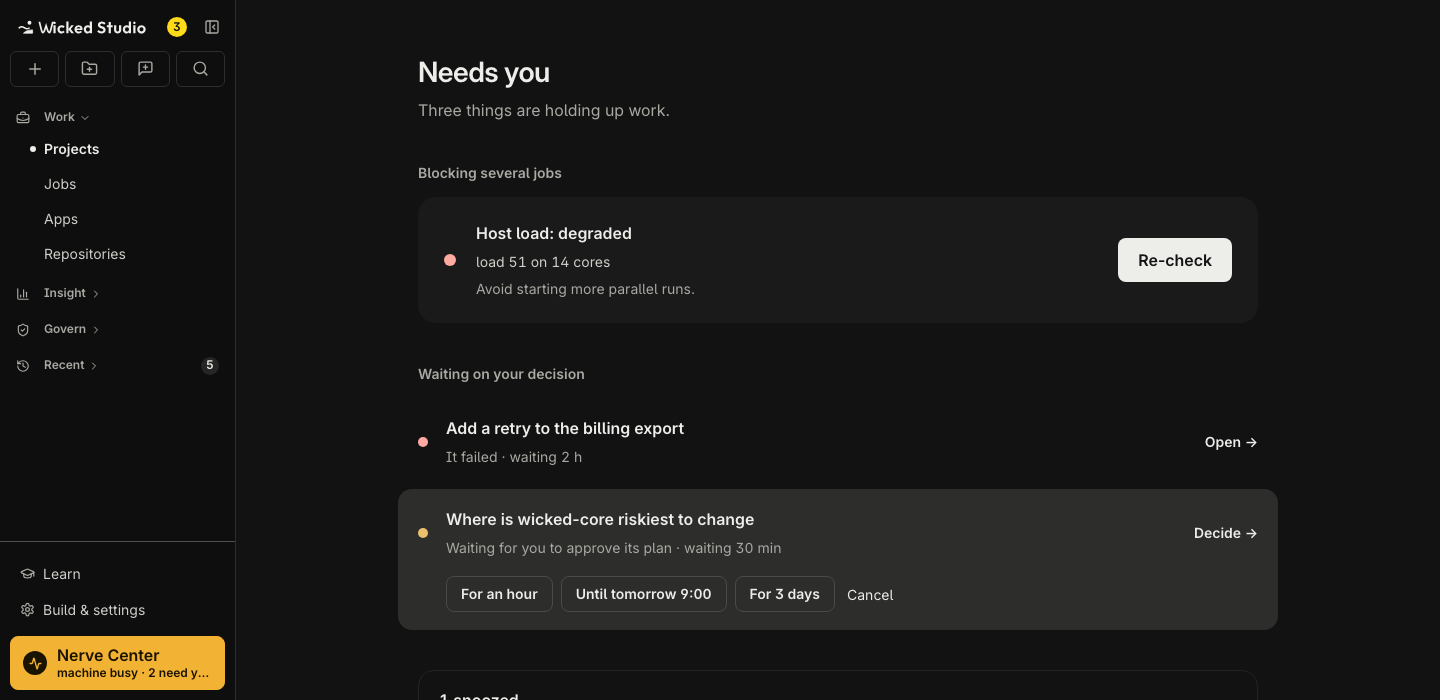 Wicked Studio
3
Work
Projects
Jobs
Apps
Repositories
Insight
Govern
Recent
5
Learn
Build & settings
Nerve Center
machine busy · 2 need y...
Needs you
Three things are holding up work.
Blocking several jobs
Host load: degraded
load 51 on 14 cores
Avoid starting more parallel runs.
Re-check
Waiting on your decision
Add a retry to the billing export
It failed · waiting 2 h
Open →
Where is wicked-core riskiest to change
Waiting for you to approve its plan · waiting 30 min
Decide →
For an hour
Until tomorrow 9:00
For 3 days
Cancel
1 snoozed